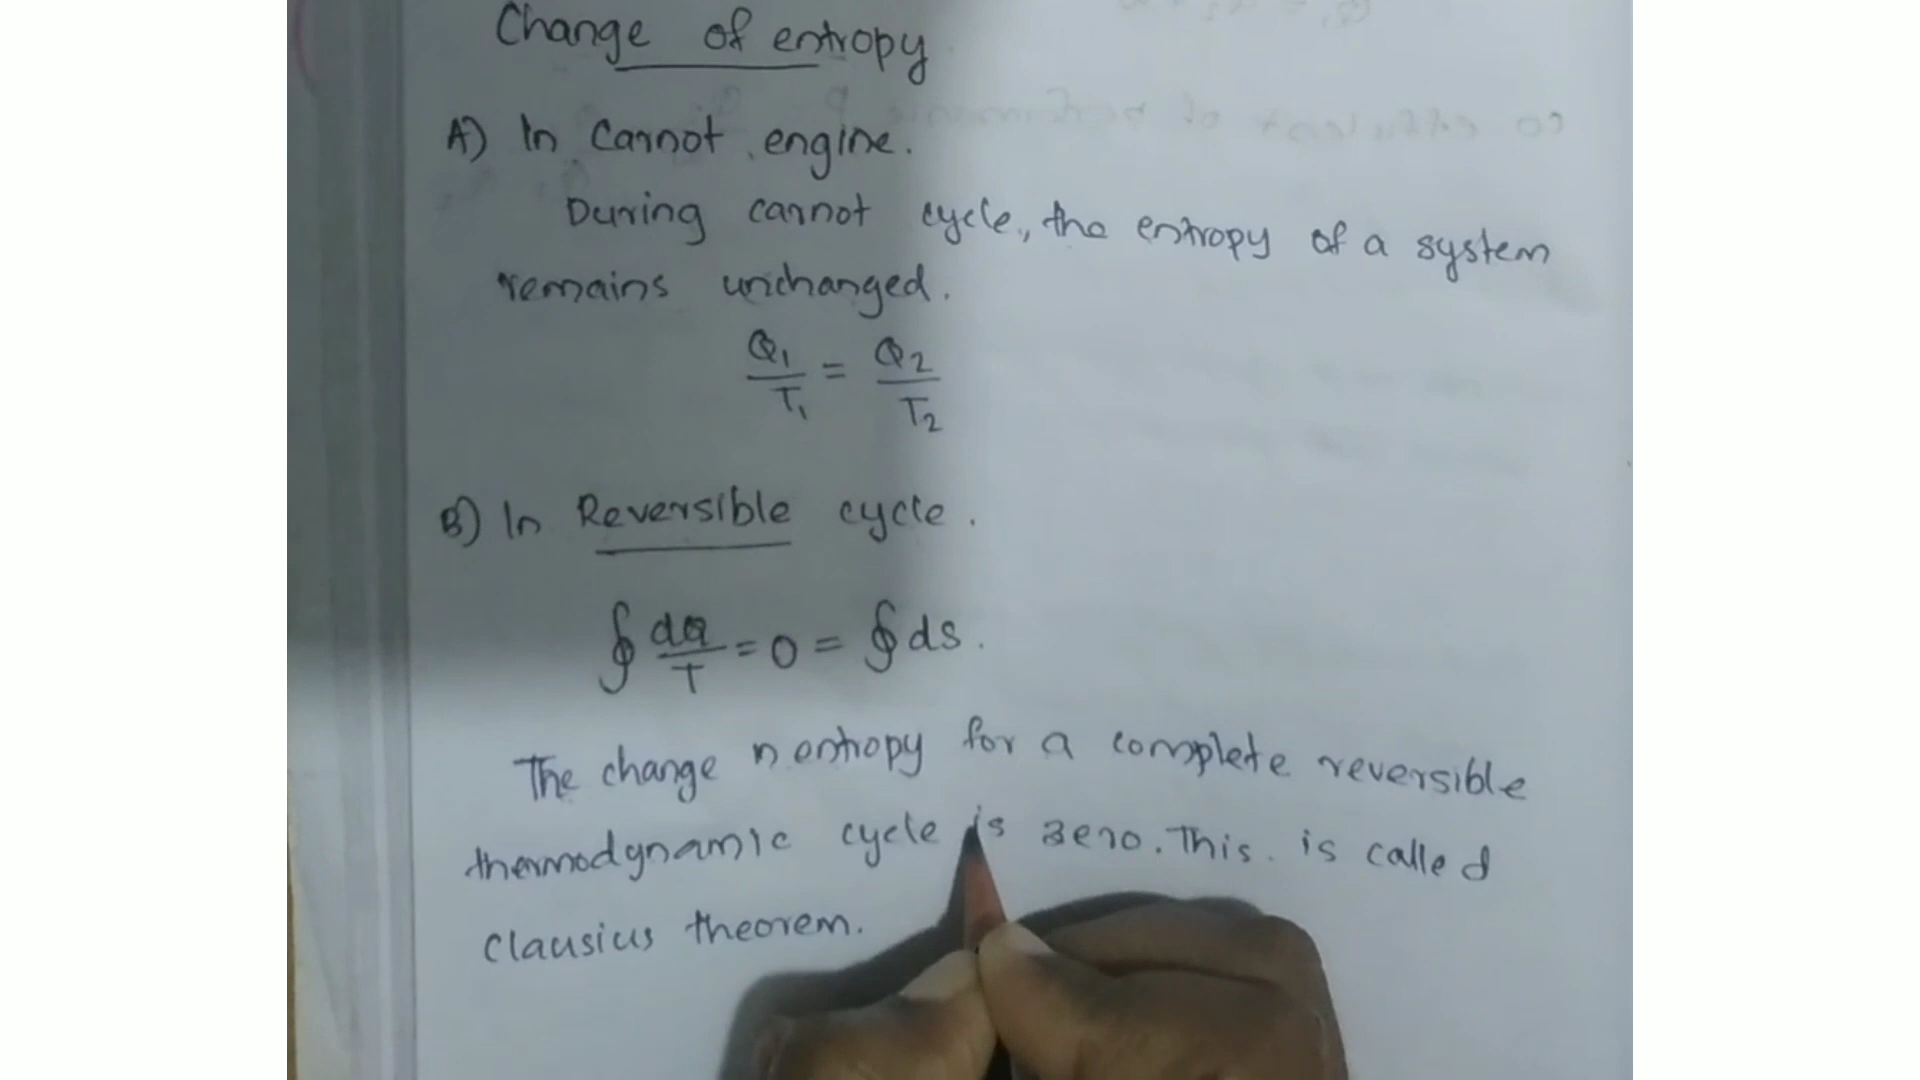 Change of entropy
A) In Carnot engine.
During carnot cycle, the entropy of a system
remains unchanged.
Q1/T1 = Q2/T2
B) In Reversible cycle.
∮ dQ/T = 0 = ∮ ds.
The change n entropy for a complete reversible
thermodynamic cycle is zero. This is called
Clausius theorem.